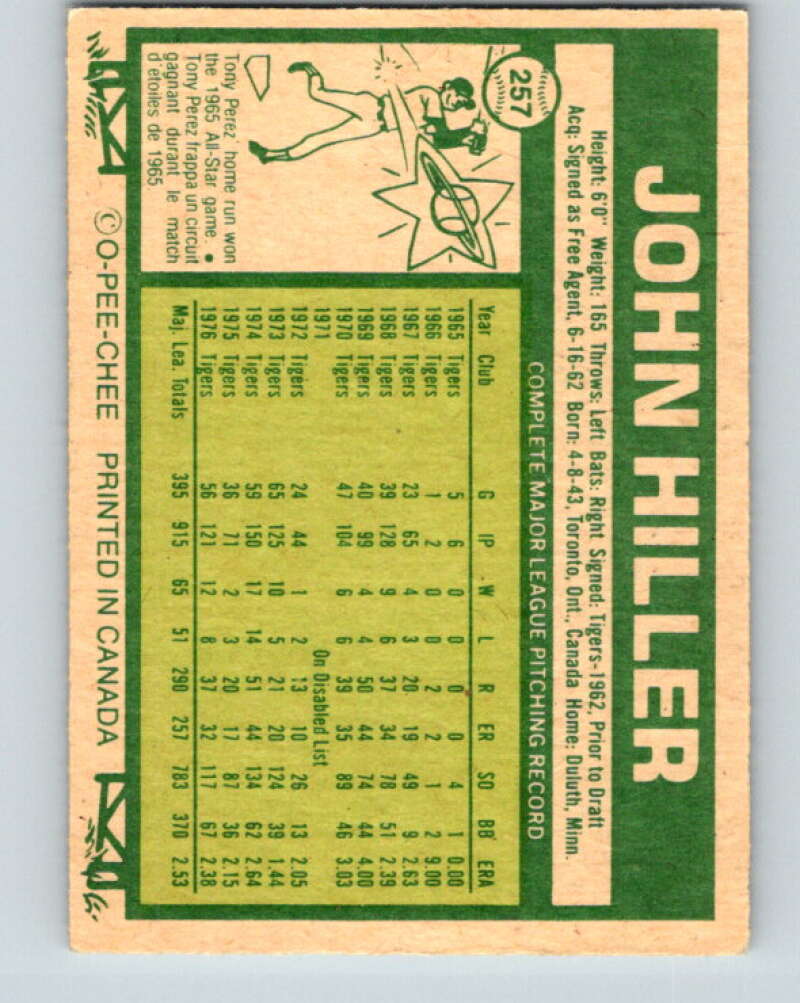 257
JOHN HILLER
Height: 6'0" Weight: 165 Throws: Left Bats: Right Signed: Tigers-1962, Prior to Draft
Acq: Signed as Free Agent, 6-16-62 Born: 4-8-43, Toronto, Ont., Canada Home: Duluth, Minn.
COMPLETE MAJOR LEAGUE PITCHING RECORD
Year Club G IP W L R ER SO BB ERA
1965 Tigers 5 6 0 0 0 0 4 1 0.00
1966 Tigers 1 2 0 0 2 2 1 2 9.00
1967 Tigers 23 65 4 3 20 19 49 9 2.63
1968 Tigers 39 128 9 6 37 34 78 51 2.39
1969 Tigers 40 99 4 4 50 44 74 44 4.00
1970 Tigers 47 104 6 6 39 35 89 46 3.03
1971 On Disabled List
1972 Tigers 24 44 1 2 13 10 26 13 2.05
1973 Tigers 65 125 10 5 21 20 124 39 1.44
1974 Tigers 59 150 17 14 51 44 134 62 2.64
1975 Tigers 36 71 2 3 20 17 87 36 2.15
1976 Tigers 56 121 12 8 37 32 117 67 2.38
Maj. Lea. Totals 395 915 65 51 290 257 783 370 2.53
Tony Perez' home run won
the 1965 All-Star game. •
Tony Perez frappa un circuit
gagnant durant le match
d'étoiles de 1965
©O-PEE-CHEE PRINTED IN CANADA